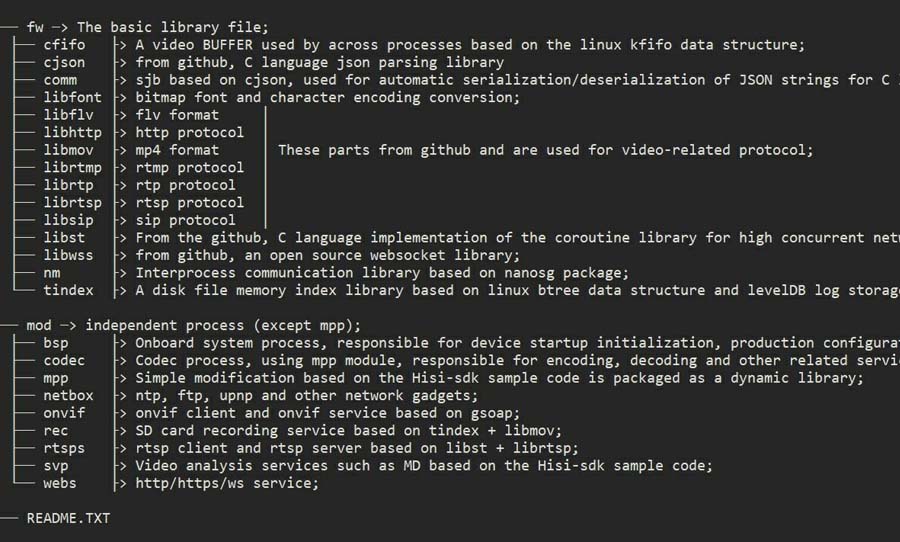 fw —> The basic library file;
cfifo |> A video BUFFER used by across processes based on the linux kfifo data structure;
cjson |> from github, C language json parsing library
comm |> sjb based on cjson, used for automatic serialization/deserialization of JSON strings for C
libfont |> bitmap font and character encoding conversion;
libflv |> flv format
libhttp |> http protocol
libmov |> mp4 format | These parts from github and are used for video-related protocol;
librtmp |> rtmp protocol
librtp |> rtp protocol
librtsp |> rtsp protocol
libsip |> sip protocol
libst |> From the github, C language implementation of the coroutine library for high concurrent net
libwss |> from github, an open source websocket library;
nm |> Interprocess communication library based on nanosg package;
tindex |> A disk file memory index library based on linux btree data structure and levelDB log storag
mod —> independent process (except mpp);
bsp |> Onboard system process, responsible for device startup initialization, production configurat
codec |> Codec process, using mpp module, responsible for encoding, decoding and other related servi
mpp |> Simple modification based on the Hisi-sdk sample code is packaged as a dynamic library;
netbox |> ntp, ftp, upnp and other network gadgets;
onvif |> onvif client and onvif service based on gsoap;
rec |> SD card recording service based on tindex + libmov;
rtsps |> rtsp client and rtsp server based on libst + librtsp;
svp |> Video analysis services such as MD based on the Hisi-sdk sample code;
webs |> http/https/ws service;
README.TXT